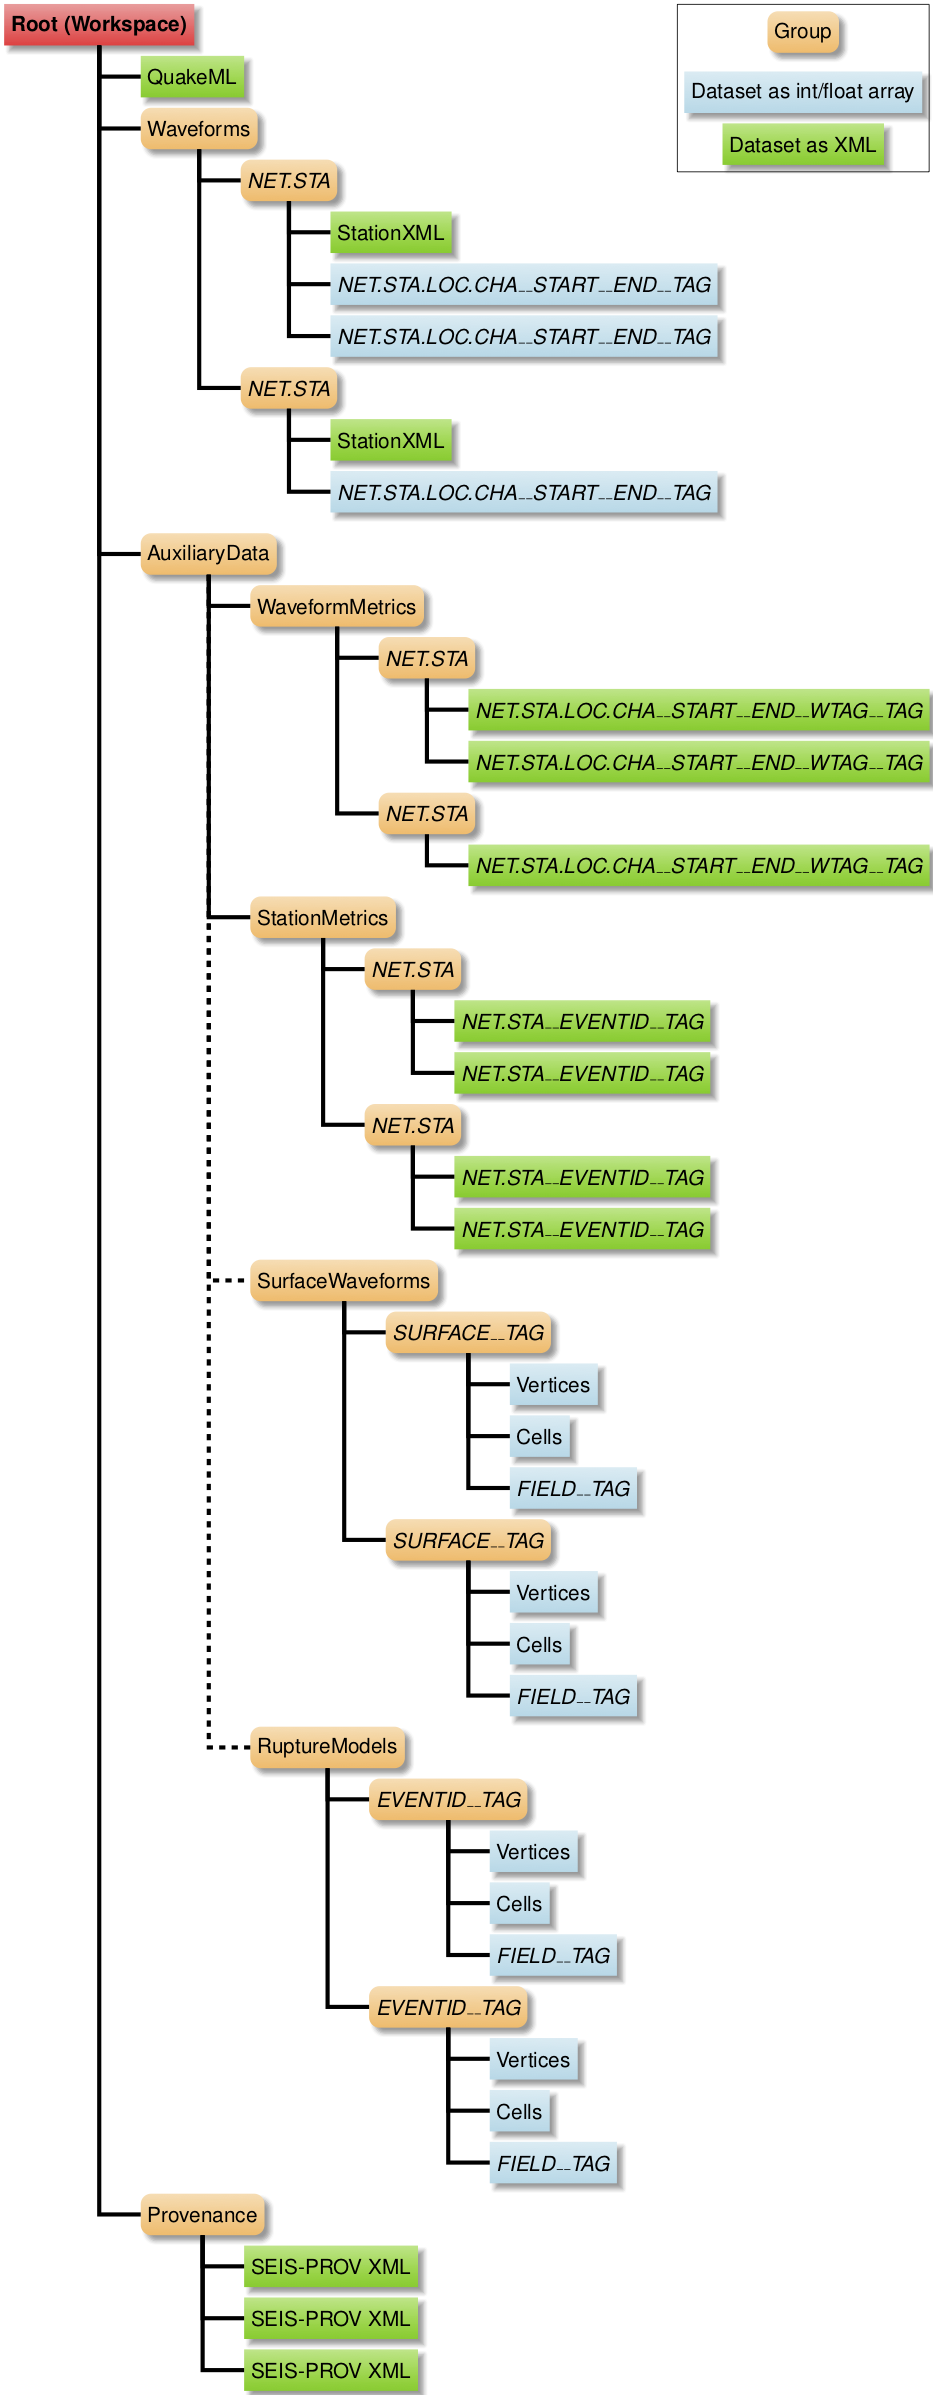 Root (Workspace)
Group
Dataset as int/float array
Dataset as XML
QuakeML
Waveforms
NET.STA
StationXML
NET.STA.LOC.CHA__START__END__TAG
NET.STA.LOC.CHA__START__END__TAG
NET.STA
StationXML
NET.STA.LOC.CHA__START__END__TAG
AuxiliaryData
WaveformMetrics
NET.STA
NET.STA.LOC.CHA__START__END__WTAG__TAG
NET.STA.LOC.CHA__START__END__WTAG__TAG
NET.STA
NET.STA.LOC.CHA__START__END__WTAG__TAG
StationMetrics
NET.STA
NET.STA__EVENTID__TAG
NET.STA__EVENTID__TAG
NET.STA
NET.STA__EVENTID__TAG
NET.STA__EVENTID__TAG
SurfaceWaveforms
SURFACE__TAG
Vertices
Cells
FIELD__TAG
SURFACE__TAG
Vertices
Cells
FIELD__TAG
RuptureModels
EVENTID__TAG
Vertices
Cells
FIELD__TAG
EVENTID__TAG
Vertices
Cells
FIELD__TAG
Provenance
SEIS-PROV XML
SEIS-PROV XML
SEIS-PROV XML